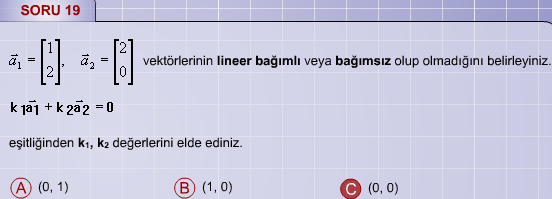 SORU 19
a⃗₁ = [1 2], a⃗₂ = [2 0] vektörlerinin lineer bağımlı veya bağımsız olup olmadığını belirleyiniz.
k₁a⃗₁ + k₂a⃗₂ = 0
eşitliğinden k₁, k₂ değerlerini elde ediniz.
A (0, 1) B (1, 0) C (0, 0)